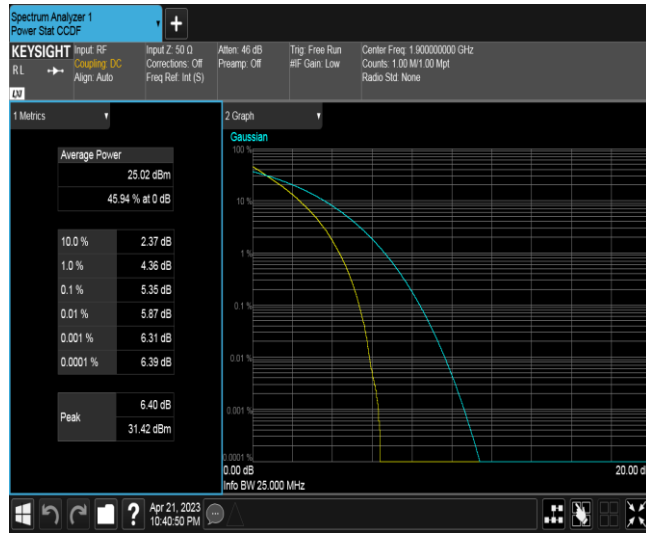 Spectrum Analyzer 1
Power Stat CCDF
+
KEYSIGHT
RL
LXI
Input: RF
Coupling: DC
Align: Auto
Input Z: 50 Ω
Corrections: Off
Freq Ref: Int (S)
Atten: 46 dB
Preamp: Off
Trig: Free Run
#IF Gain: Low
Center Freq: 1.900000000 GHz
Counts: 1.00 M/1.00 Mpt
Radio Std: None
1 Metrics
Average Power
25.02 dBm
45.94 % at 0 dB
10.0 % 2.37 dB
1.0 % 4.36 dB
0.1 % 5.35 dB
0.01 % 5.87 dB
0.001 % 6.31 dB
0.0001 % 6.39 dB
Peak
6.40 dB
31.42 dBm
2 Graph
Gaussian
100 %
10 %
1 %
0.1 %
0.01 %
0.001 %
0.0001 %
0.00 dB 20.00 d
Info BW 25.000 MHz
? Apr 21, 2023
10:40:50 PM